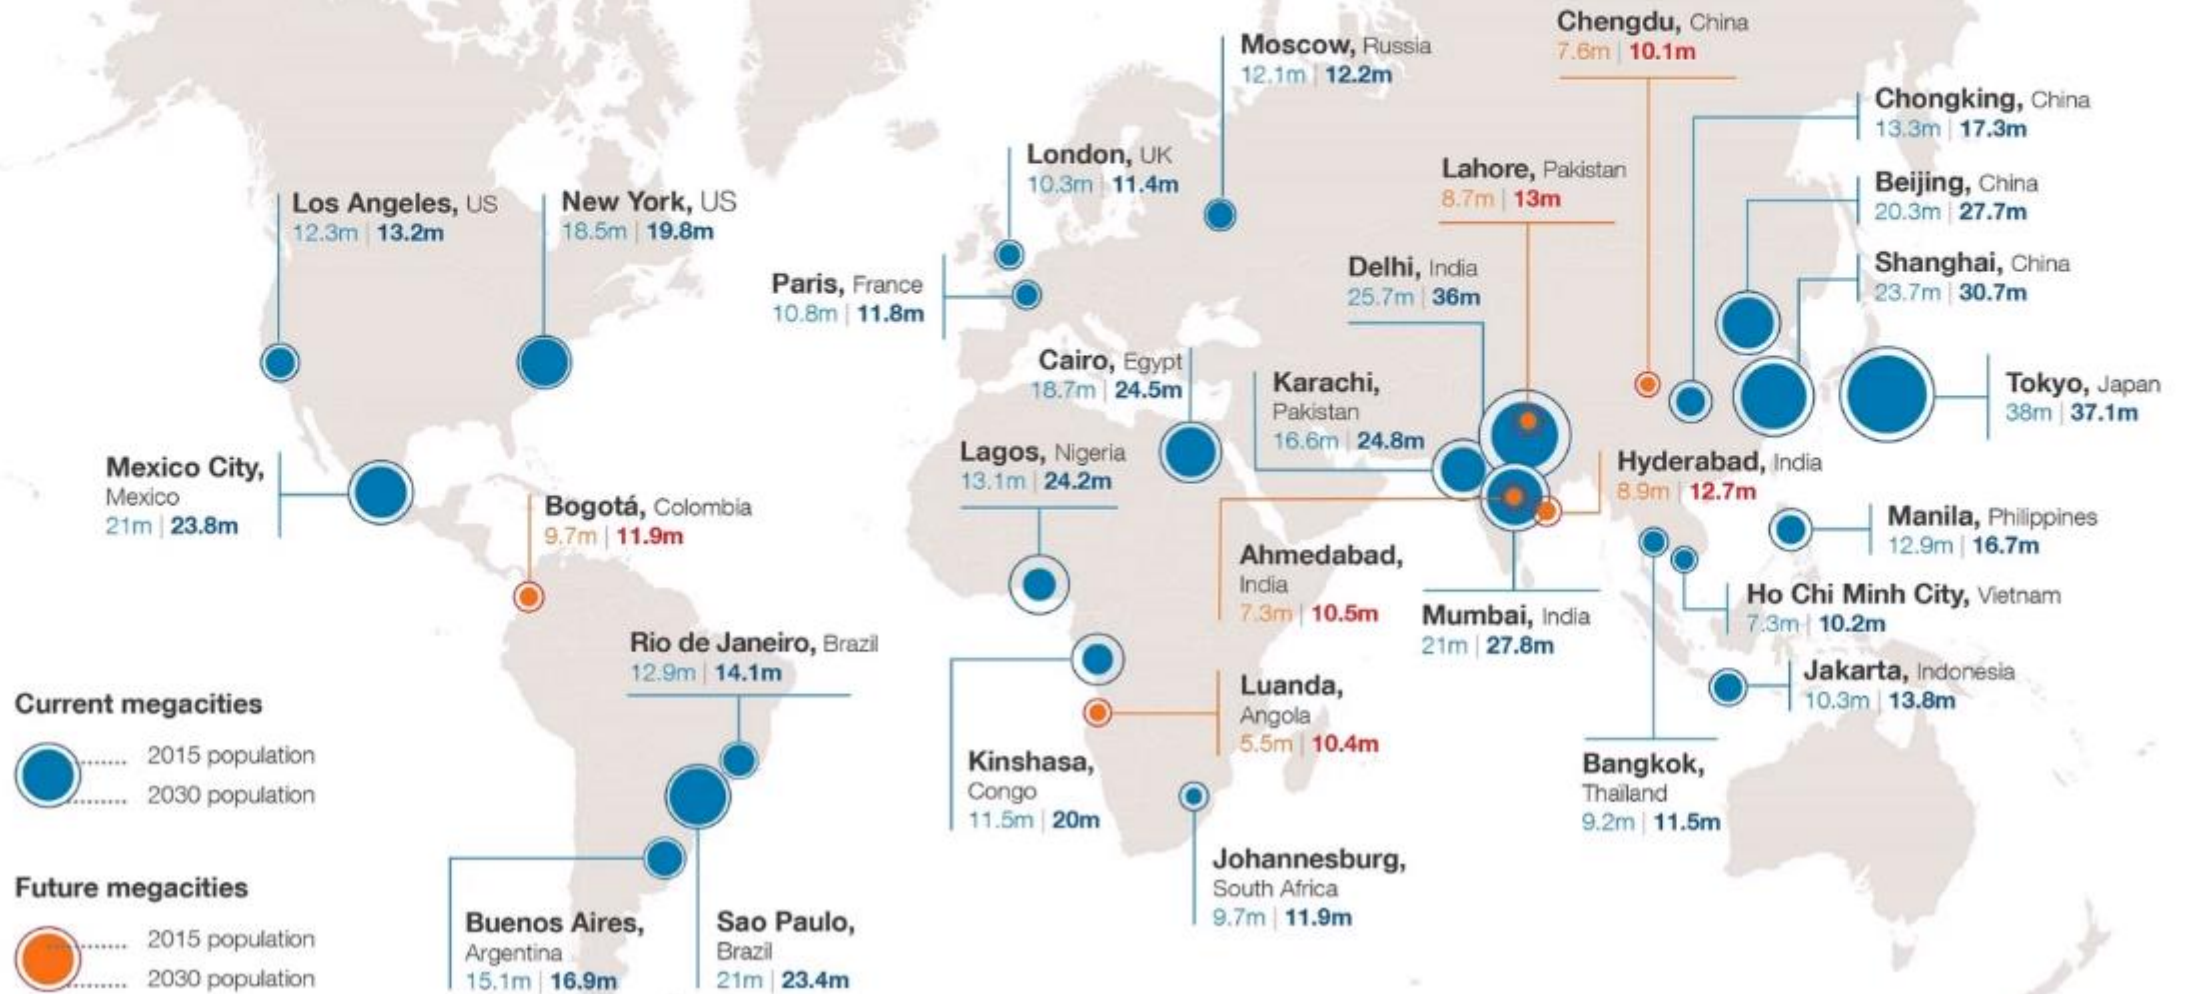 Chengdu, China
7.6m | 10.1m
Moscow, Russia
12.1m | 12.2m
Chongking, China
13.3m | 17.3m
London, UK
10.3m | 11.4m
Lahore, Pakistan
8.7m | 13m
Beijing, China
20.3m | 27.7m
Los Angeles, US
12.3m | 13.2m
New York, US
18.5m | 19.8m
Paris, France
10.8m | 11.8m
Delhi, India
25.7m | 36m
Shanghai, China
23.7m | 30.7m
Cairo, Egypt
18.7m | 24.5m
Karachi,
Pakistan
16.6m | 24.8m
Tokyo, Japan
38m | 37.1m
Mexico City,
Mexico
21m | 23.8m
Bogotá, Colombia
9.7m | 11.9m
Lagos, Nigeria
13.1m | 24.2m
Hyderabad, India
8.9m | 12.7m
Manila, Philippines
12.9m | 16.7m
Ahmedabad,
India
7.3m | 10.5m
Mumbai, India
21m | 27.8m
Ho Chi Minh City, Vietnam
7.3m | 10.2m
Rio de Janeiro, Brazil
12.9m | 14.1m
Luanda,
Angola
5.5m | 10.4m
Jakarta, Indonesia
10.3m | 13.8m
Kinshasa,
Congo
11.5m | 20m
Bangkok,
Thailand
9.2m | 11.5m
Johannesburg,
South Africa
9.7m | 11.9m
Buenos Aires,
Argentina
15.1m | 16.9m
Sao Paulo,
Brazil
21m | 23.4m
Current megacities
2015 population
2030 population
Future megacities
2015 population
2030 population